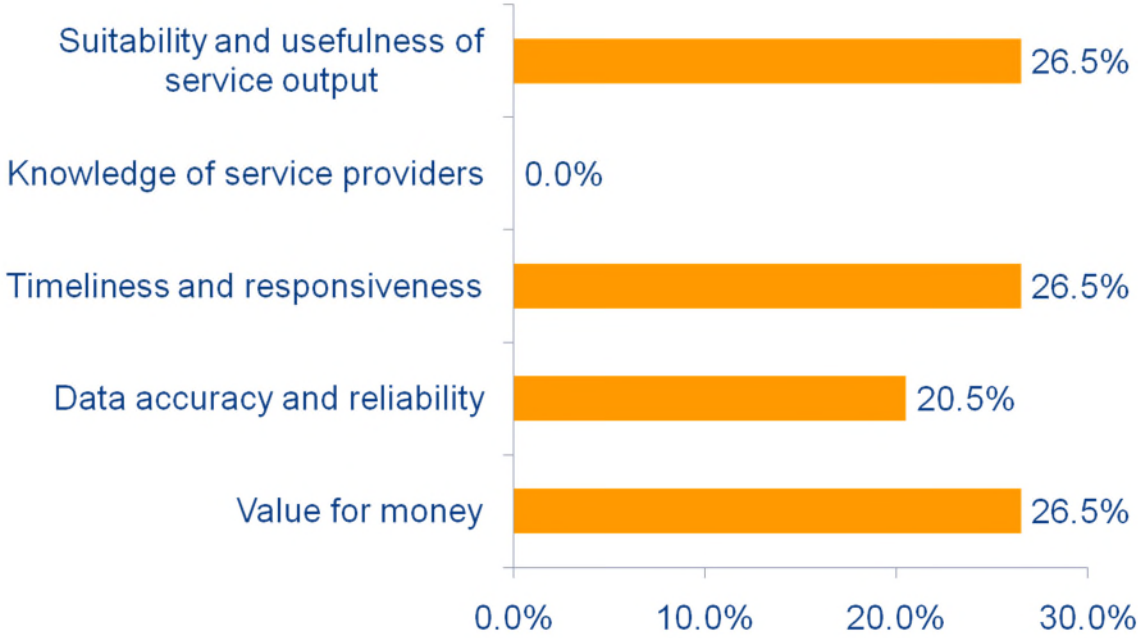 Suitability and usefulness of
service output
26.5%
Knowledge of service providers
0.0%
Timeliness and responsiveness
26.5%
Data accuracy and reliability
20.5%
Value for money
26.5%
0.0% 10.0% 20.0% 30.0%